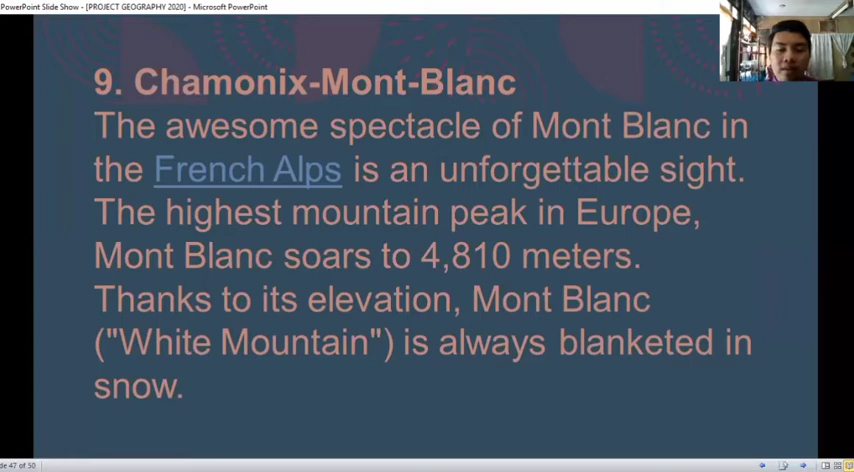 PowerPoint Slide Show - [PROJECT GEOGRAPHY 2020] - Microsoft PowerPoint
9. Chamonix-Mont-Blanc
The awesome spectacle of Mont Blanc in
the French Alps is an unforgettable sight.
The highest mountain peak in Europe,
Mont Blanc soars to 4,810 meters.
Thanks to its elevation, Mont Blanc
("White Mountain") is always blanketed in
snow.
de 47 of 50